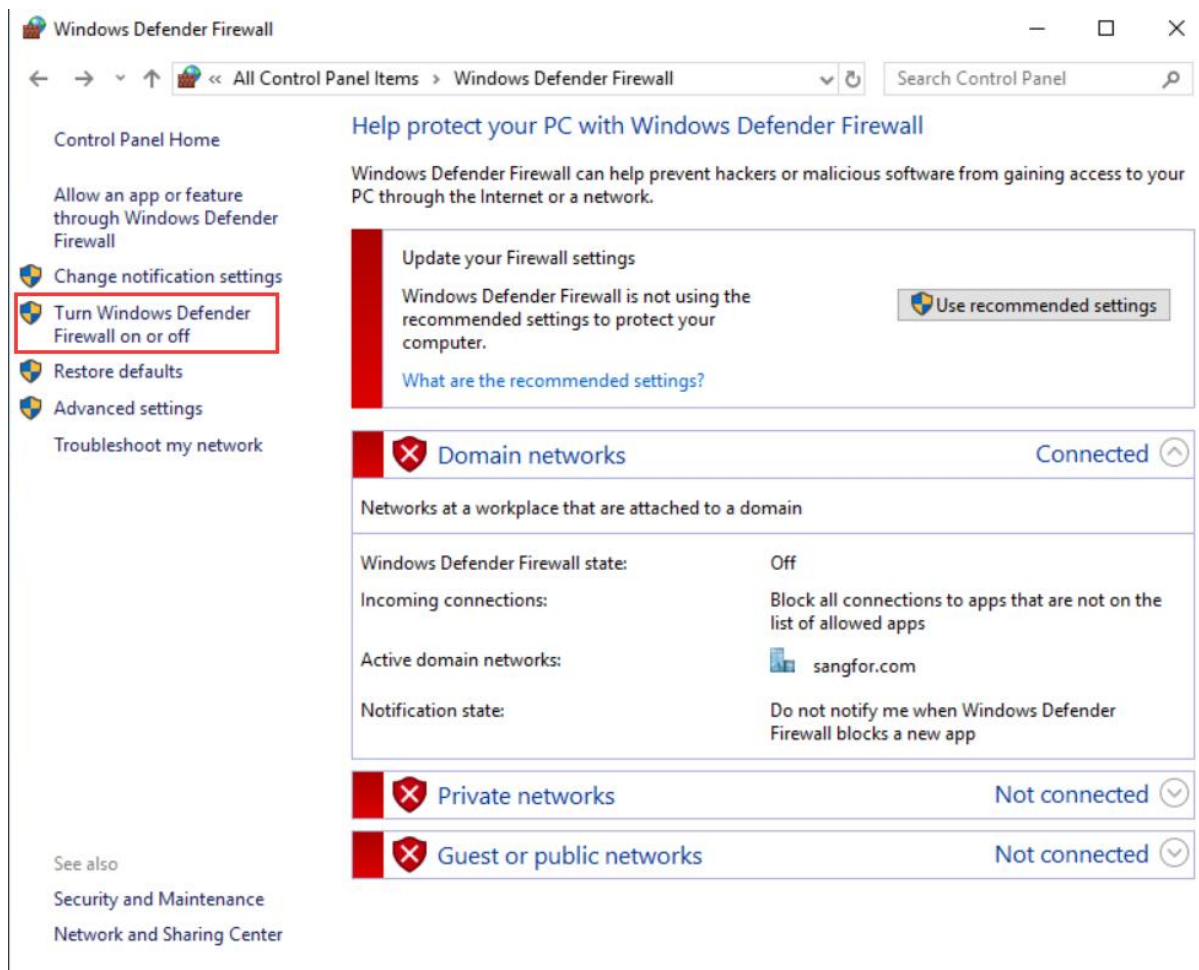 Windows Defender Firewall
« All Control Panel Items > Windows Defender Firewall
Search Control Panel
Control Panel Home
Allow an app or feature
through Windows Defender
Firewall
Change notification settings
Turn Windows Defender
Firewall on or off
Restore defaults
Advanced settings
Troubleshoot my network
See also
Security and Maintenance
Network and Sharing Center
Help protect your PC with Windows Defender Firewall
Windows Defender Firewall can help prevent hackers or malicious software from gaining access to your
PC through the Internet or a network.
Update your Firewall settings
Windows Defender Firewall is not using the
recommended settings to protect your
computer.
What are the recommended settings?
Use recommended settings
Domain networks Connected
Networks at a workplace that are attached to a domain
Windows Defender Firewall state: Off
Incoming connections: Block all connections to apps that are not on the
list of allowed apps
Active domain networks: sangfor.com
Notification state: Do not notify me when Windows Defender
Firewall blocks a new app
Private networks Not connected
Guest or public networks Not connected